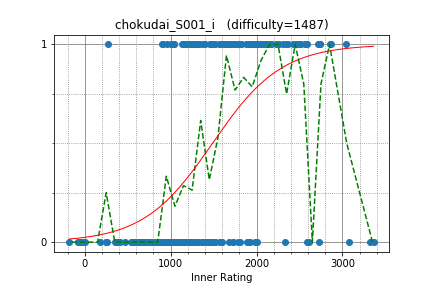 chokudai_S001_i   (difficulty=1487)
1
0
0 1000 2000 3000
Inner Rating